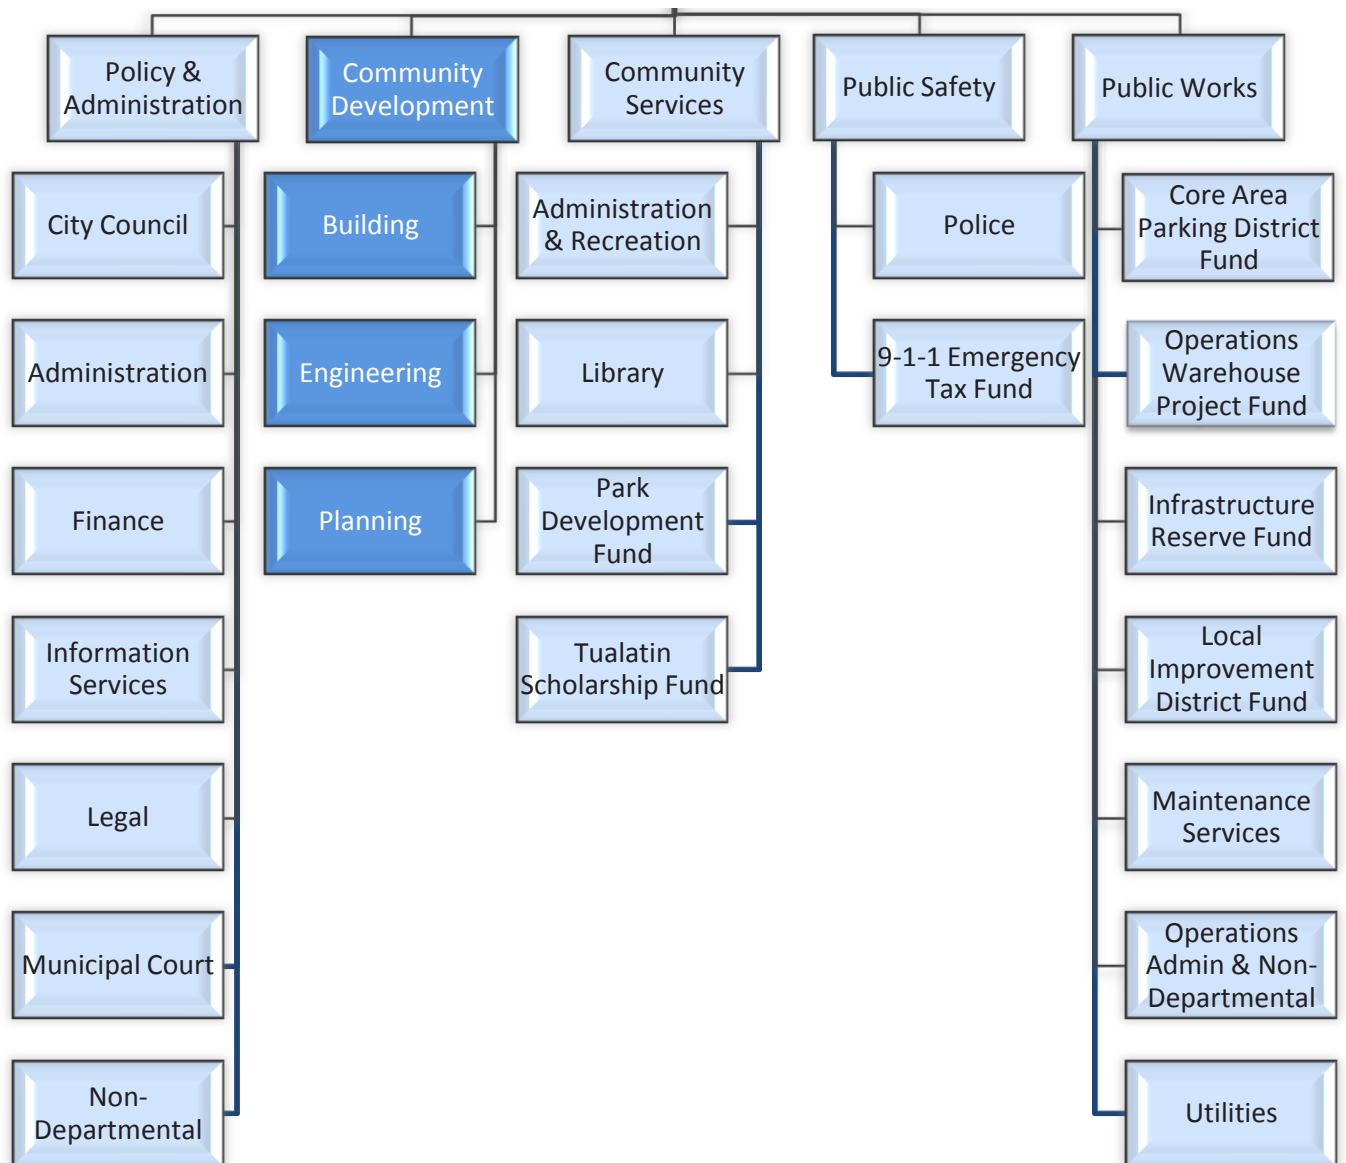 Policy &
Administration
Community
Development
Community
Services
Public Safety
Public Works
City Council
Administration
Finance
Information
Services
Legal
Municipal Court
Non-
Departmental
Building
Engineering
Planning
Administration
& Recreation
Library
Park
Development
Fund
Tualatin
Scholarship Fund
Police
9-1-1 Emergency
Tax Fund
Core Area
Parking District
Fund
Operations
Warehouse
Project Fund
Infrastructure
Reserve Fund
Local
Improvement
District Fund
Maintenance
Services
Operations
Admin & Non-
Departmental
Utilities